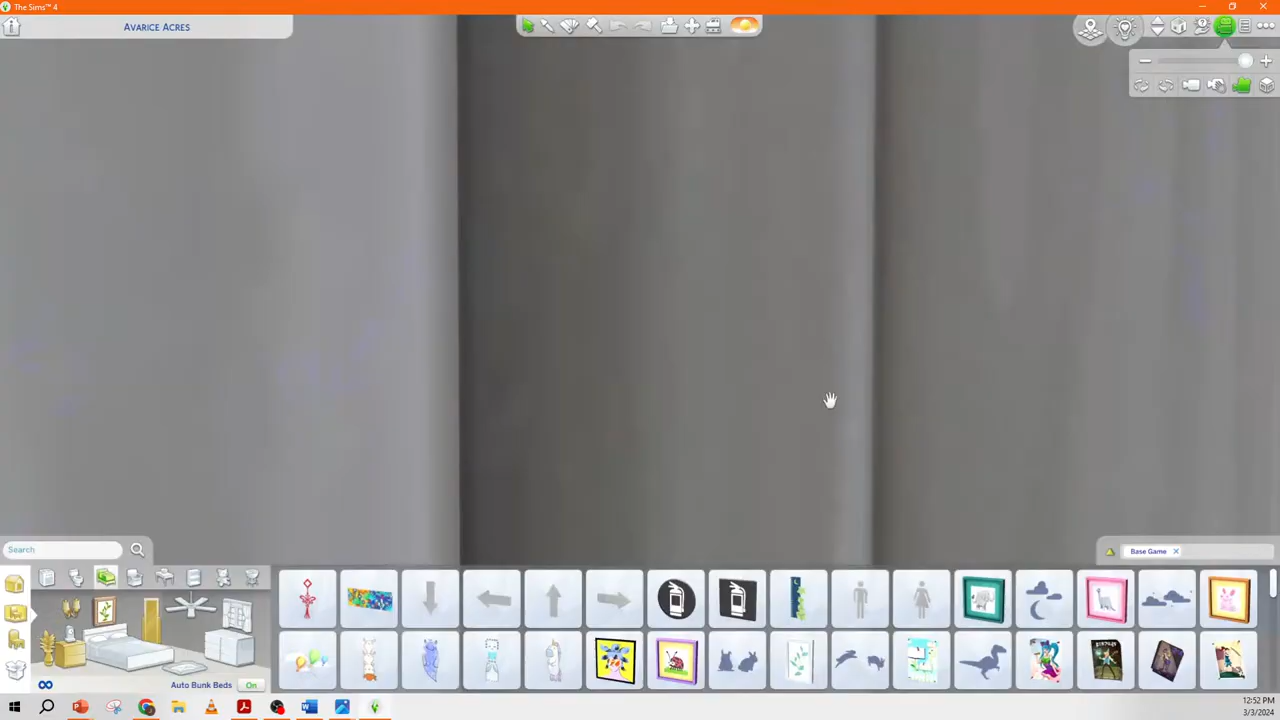 The Sims™ 4
AVARICE ACRES
Search
Base Game
Auto Bunk Beds On
12:52 PM
3/3/2024